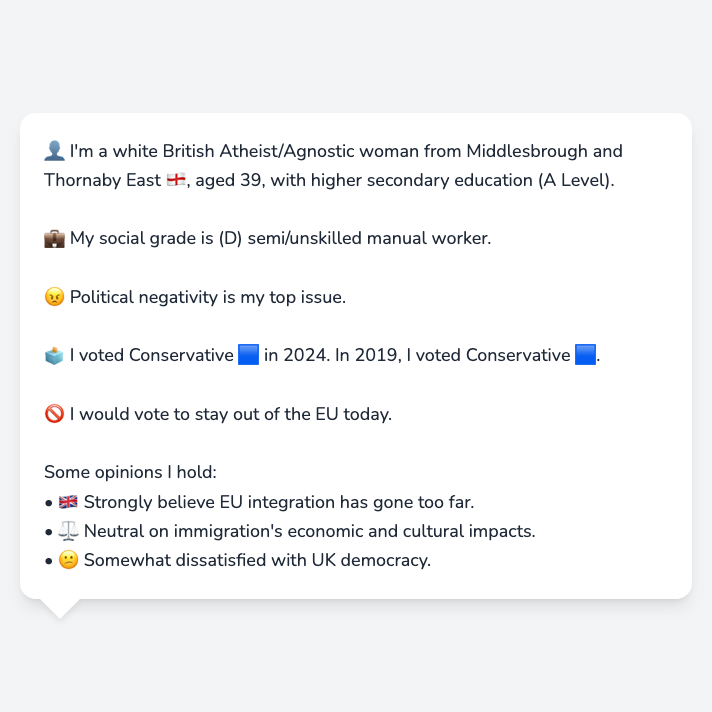 👤 I'm a white British Atheist/Agnostic woman from Middlesbrough and
Thornaby East 🏴󠁧󠁢󠁥󠁮󠁧󠁿, aged 39, with higher secondary education (A Level).
💼 My social grade is (D) semi/unskilled manual worker.
😠 Political negativity is my top issue.
🗳️ I voted Conservative 🟦 in 2024. In 2019, I voted Conservative 🟦.
🚫 I would vote to stay out of the EU today.
Some opinions I hold:
• 🇬🇧 Strongly believe EU integration has gone too far.
• ⚖️ Neutral on immigration's economic and cultural impacts.
• 😕 Somewhat dissatisfied with UK democracy.